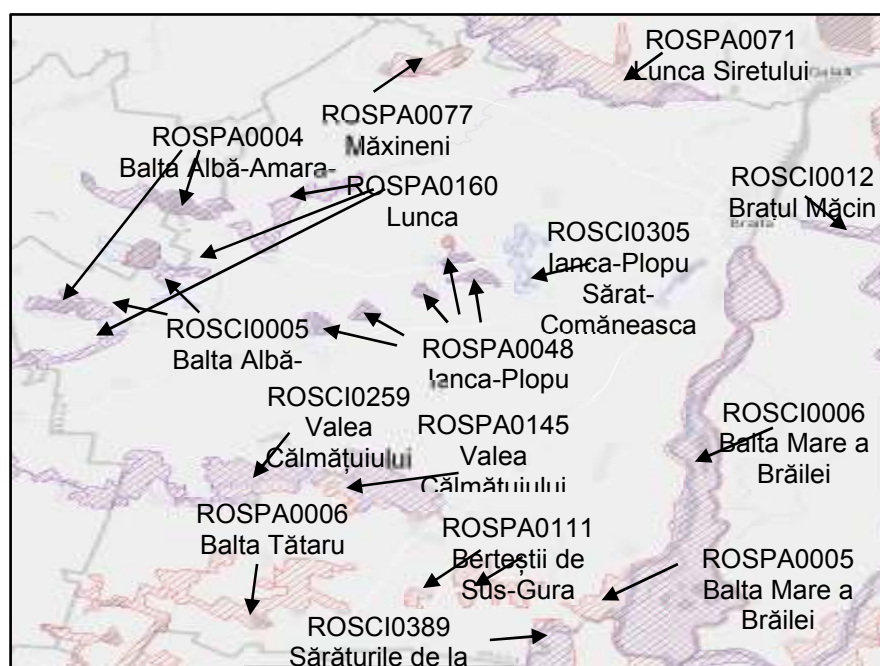 ROSPA0071
Lunca Siretului
ROSPA0077
Măxineni
ROSPA0004
Balta Albă-Amara-
ROSPA0160
Lunca
ROSCI0012
Brațul Măcin
Brăila
ROSCI0305
Ianca-Plopu
Sărat-
Comăneasca
ROSCI0005
Balta Albă-
ROSPA0048
Ianca-Plopu
ROSCI0259
Valea
Călmățuiului
ROSPA0145
Valea
Călmățuiului
ROSCI0006
Balta Mare a
Brăilei
ROSPA0006
Balta Tătaru
ROSPA0111
Berteștii de
Sus-Gura
ROSPA0005
Balta Mare a
Brăilei
ROSCI0389
Sărăturile de la